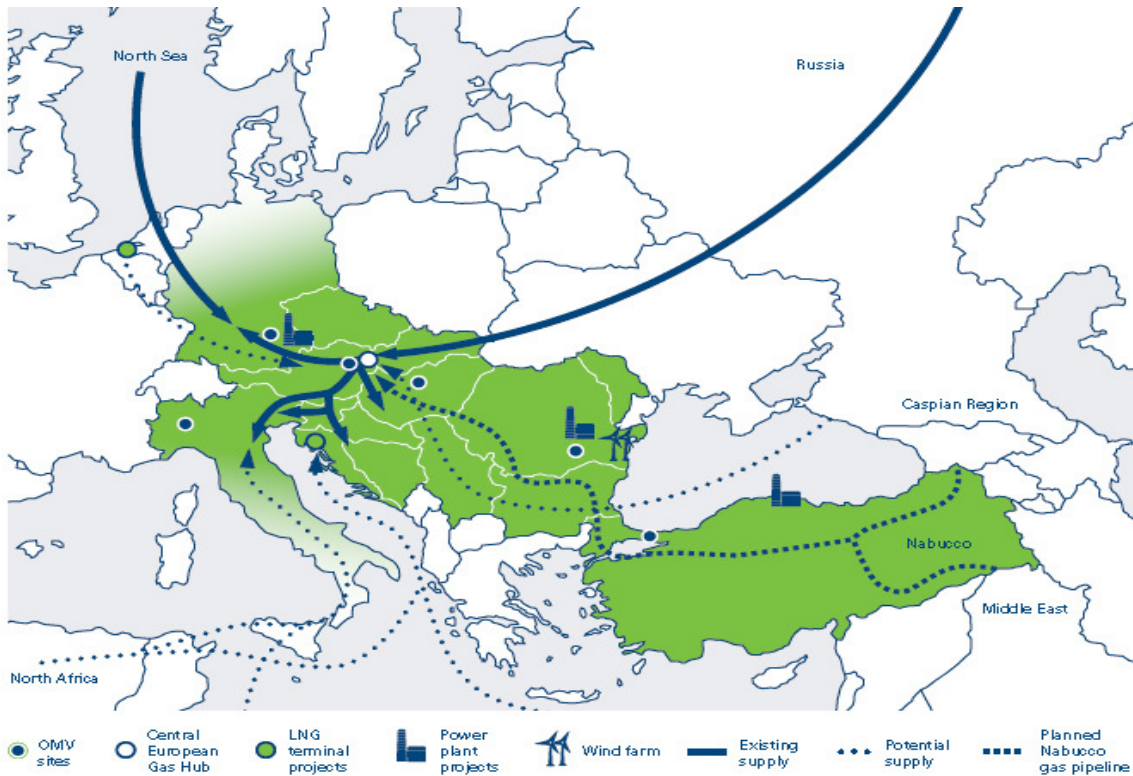 North Sea
Russia
Caspian Region
Nabucco
Middle East
North Africa
OMV
sites
Central
European
Gas Hub
LNG
terminal
projects
Power
plant
projects
Wind farm
Existing
supply
Potential
supply
Planned
Nabucco
gas pipeline